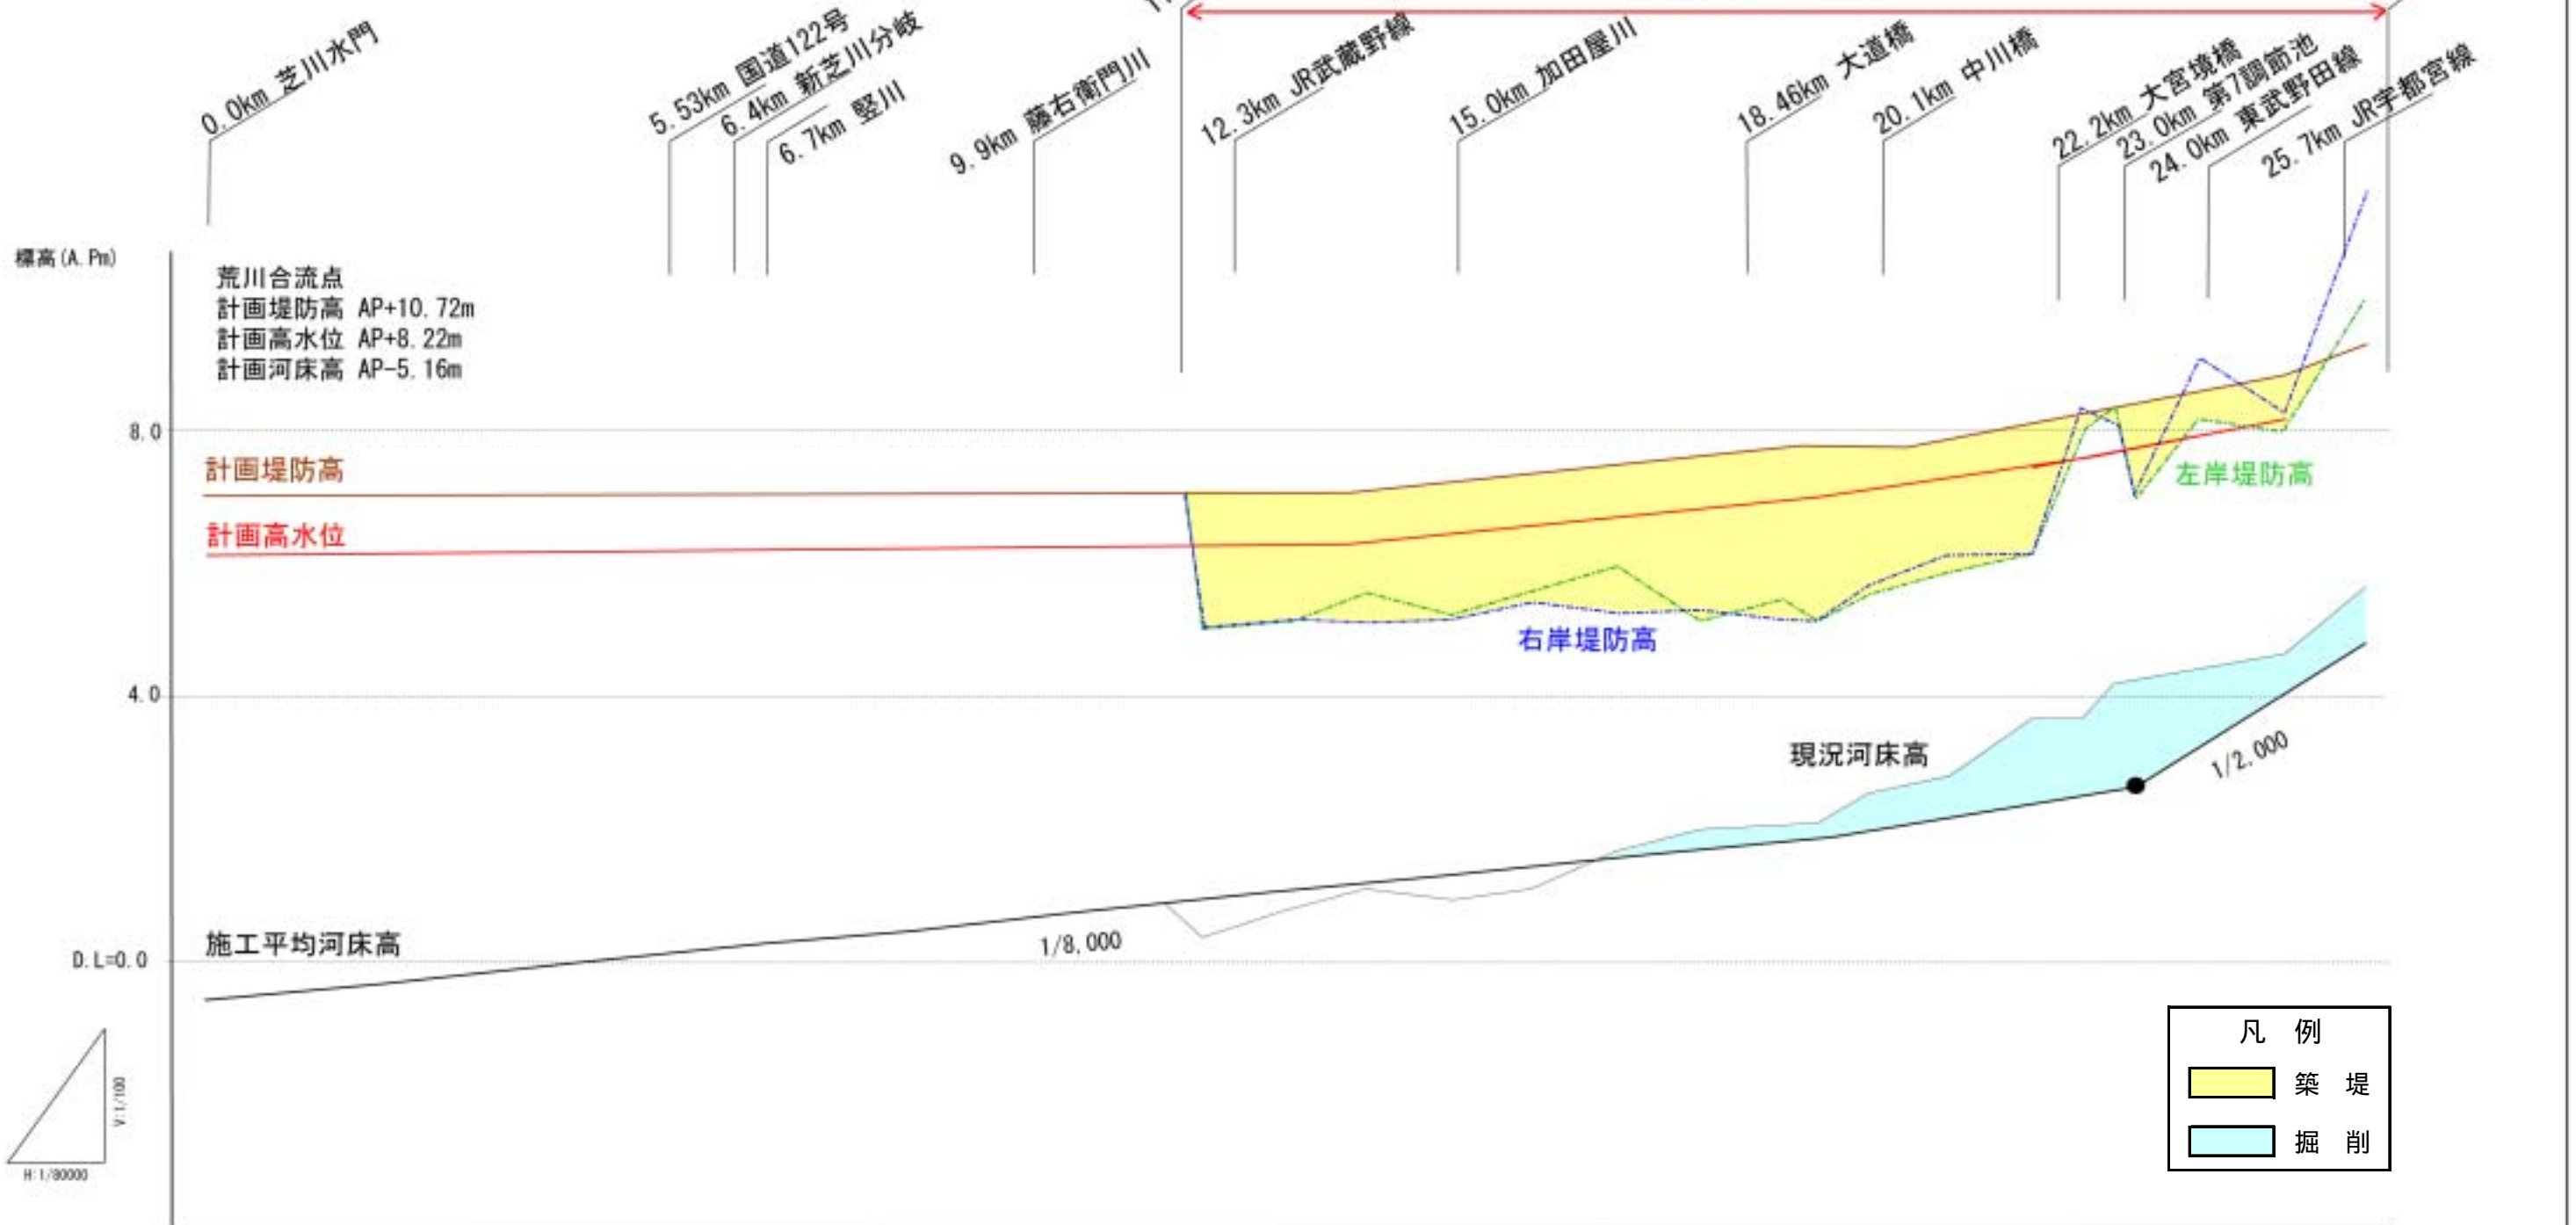 0.0km 芝川水門
5.53km 国道122号
6.4km 新芝川分岐
6.7km 竪川
9.9km 藤右衛門川
12.3km JR武蔵野線
15.0km 加田屋川
18.46km 大道橋
20.1km 中川橋
22.2km 大宮境橋
23.0km 第7調節池
24.0km 東武野田線
25.7km JR宇都宮線
標高(A.Pm)
荒川合流点
計画堤防高 AP+10.72m
計画高水位 AP+8.22m
計画河床高 AP-5.16m
8.0
計画堤防高
左岸堤防高
計画高水位
右岸堤防高
4.0
現況河床高
1/2,000
施工平均河床高
1/8,000
D.L=0.0
凡 例
築 堤
掘 削
V:1/100
H:1/80000